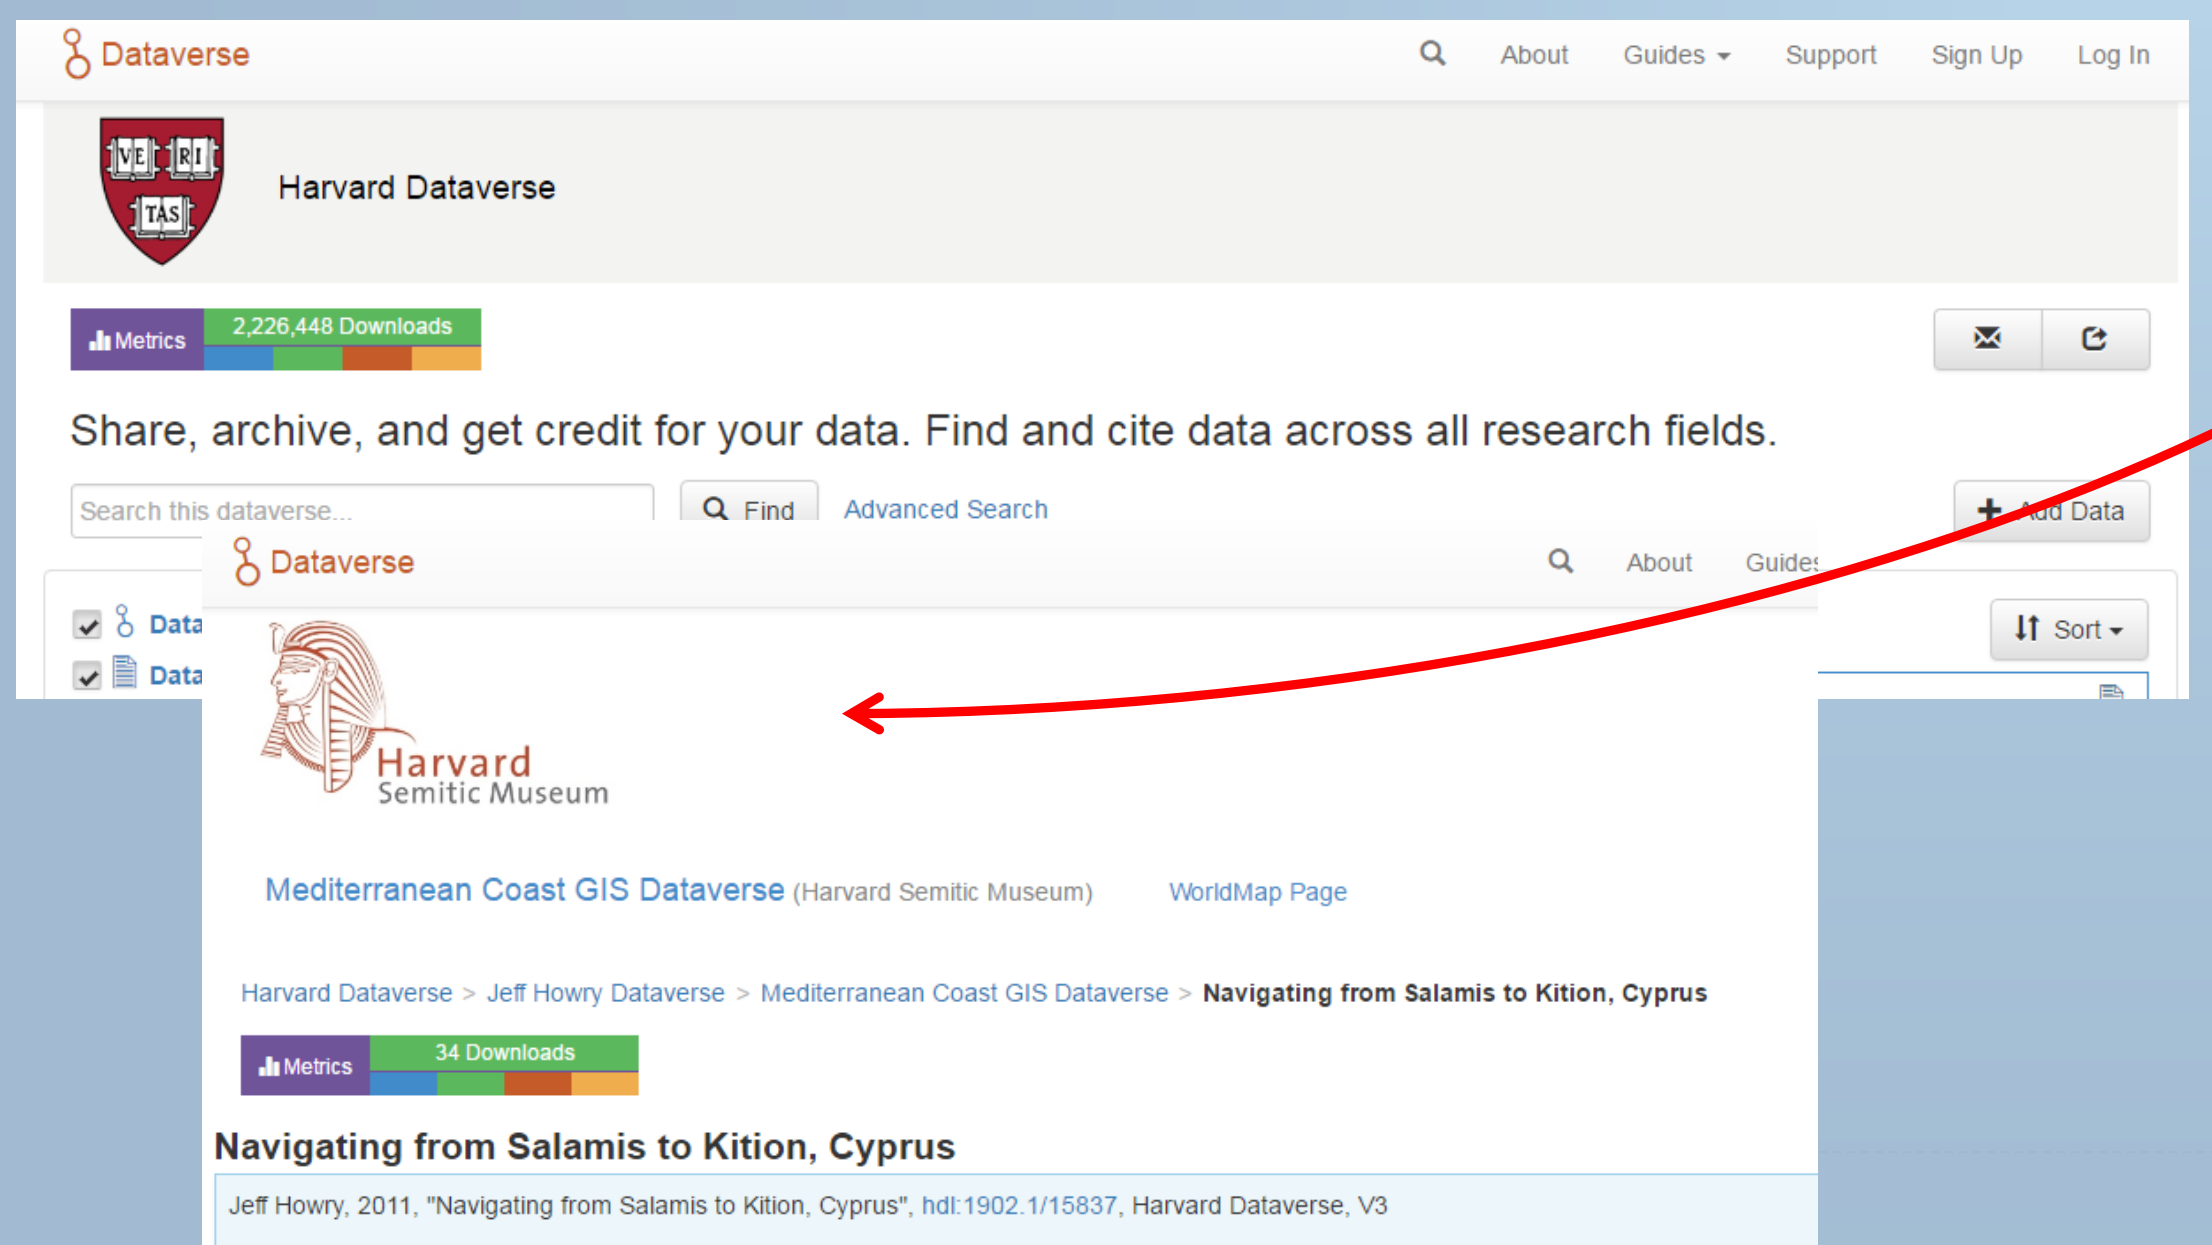 Dataverse
About Guides Support Sign Up Log In
VE RI
TAS
Harvard Dataverse
Metrics 2,226,448 Downloads
Share, archive, and get credit for your data. Find and cite data across all research fields.
Search this dataverse... Find Advanced Search Add Data
Data
Data
Sort
Dataverse
About Guides
Harvard
Semitic Museum
Mediterranean Coast GIS Dataverse (Harvard Semitic Museum) WorldMap Page
Harvard Dataverse > Jeff Howry Dataverse > Mediterranean Coast GIS Dataverse > Navigating from Salamis to Kition, Cyprus
Metrics 34 Downloads
Navigating from Salamis to Kition, Cyprus
Jeff Howry, 2011, "Navigating from Salamis to Kition, Cyprus", hdl:1902.1/15837, Harvard Dataverse, V3